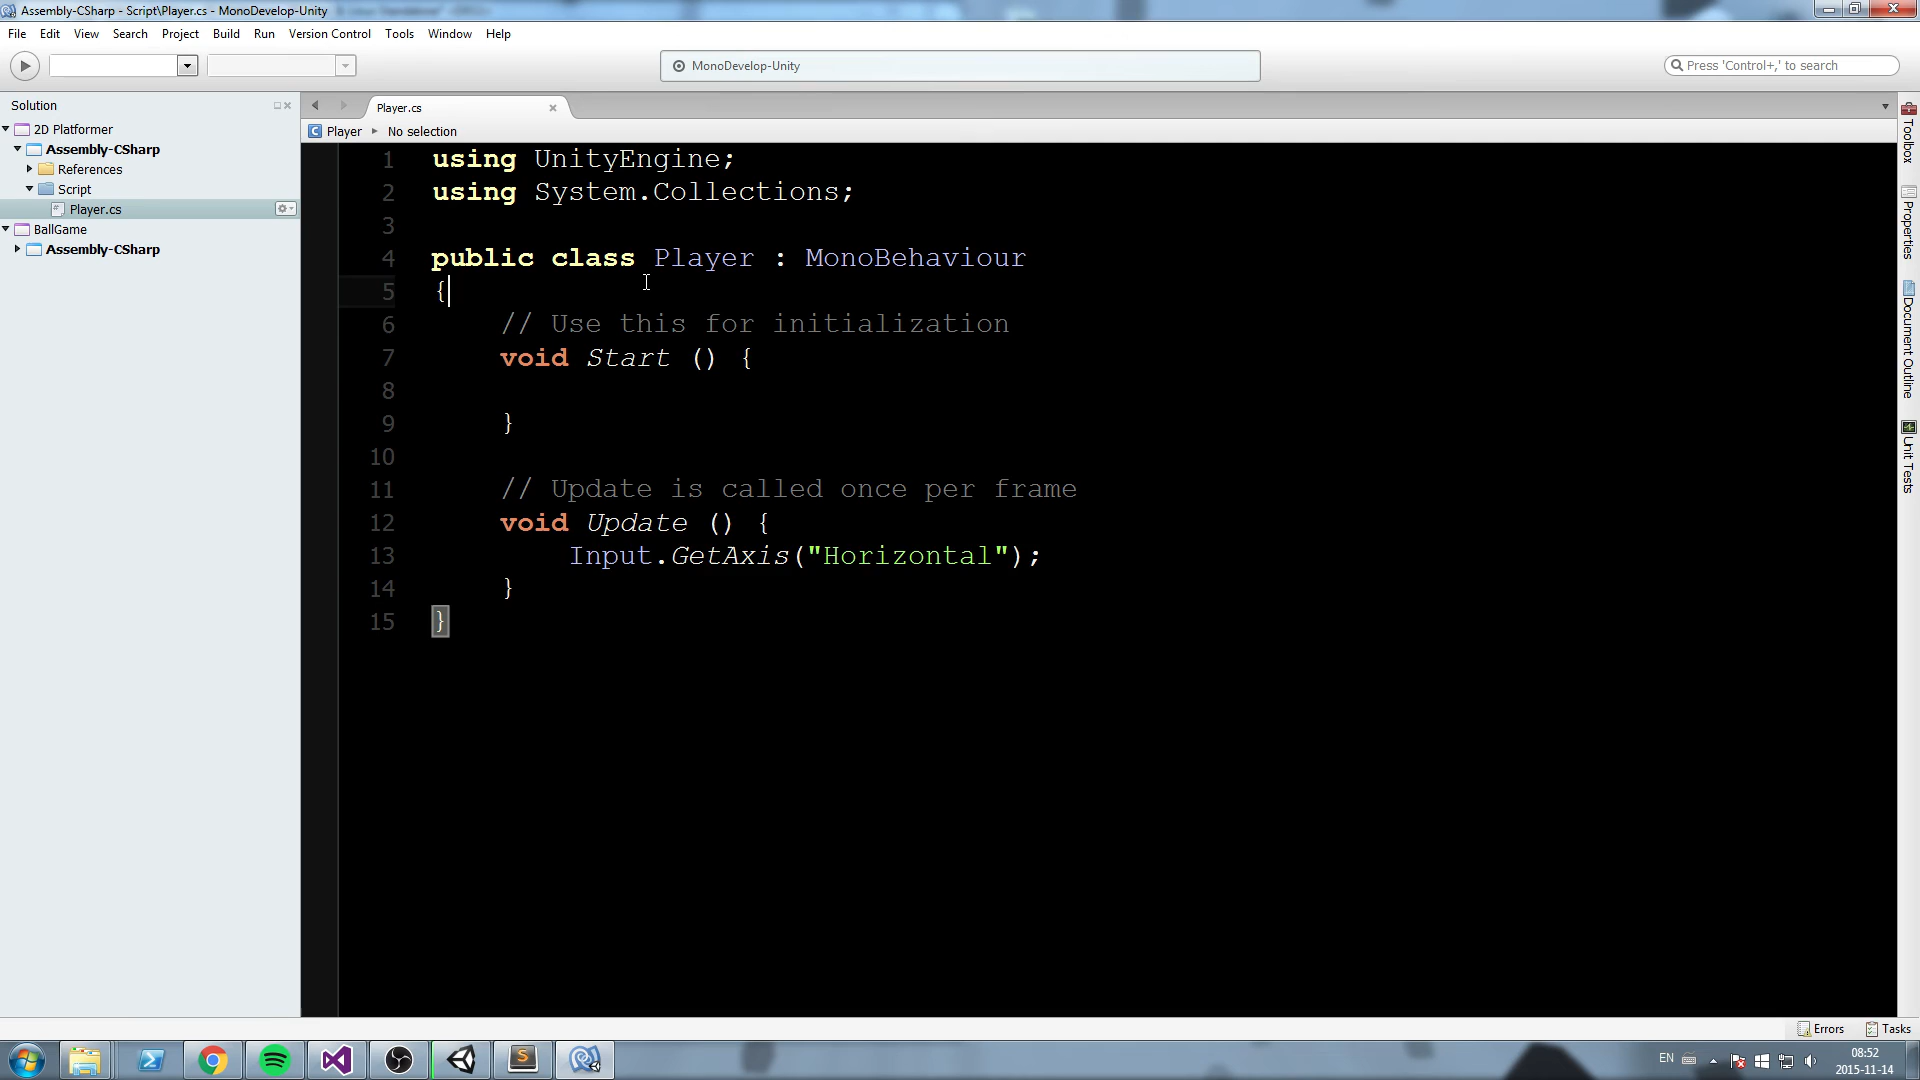 Assembly-CSharp - Script\Player.cs - MonoDevelop-Unity
File Edit View Search Project Build Run Version Control Tools Window Help
MonoDevelop-Unity
Press 'Control+,' to search
Solution
2D Platformer
Assembly-CSharp
References
Script
Player.cs
BallGame
Assembly-CSharp
Player.cs
Player No selection
1 using UnityEngine;
2 using System.Collections;
3
4 public class Player : MonoBehaviour
5 {
6 // Use this for initialization
7 void Start () {
8
9 }
10
11 // Update is called once per frame
12 void Update () {
13 Input.GetAxis("Horizontal");
14 }
15 }
Toolbox
Properties
Document Outline
Unit Tests
Errors Tasks
EN
08:52
2015-11-14